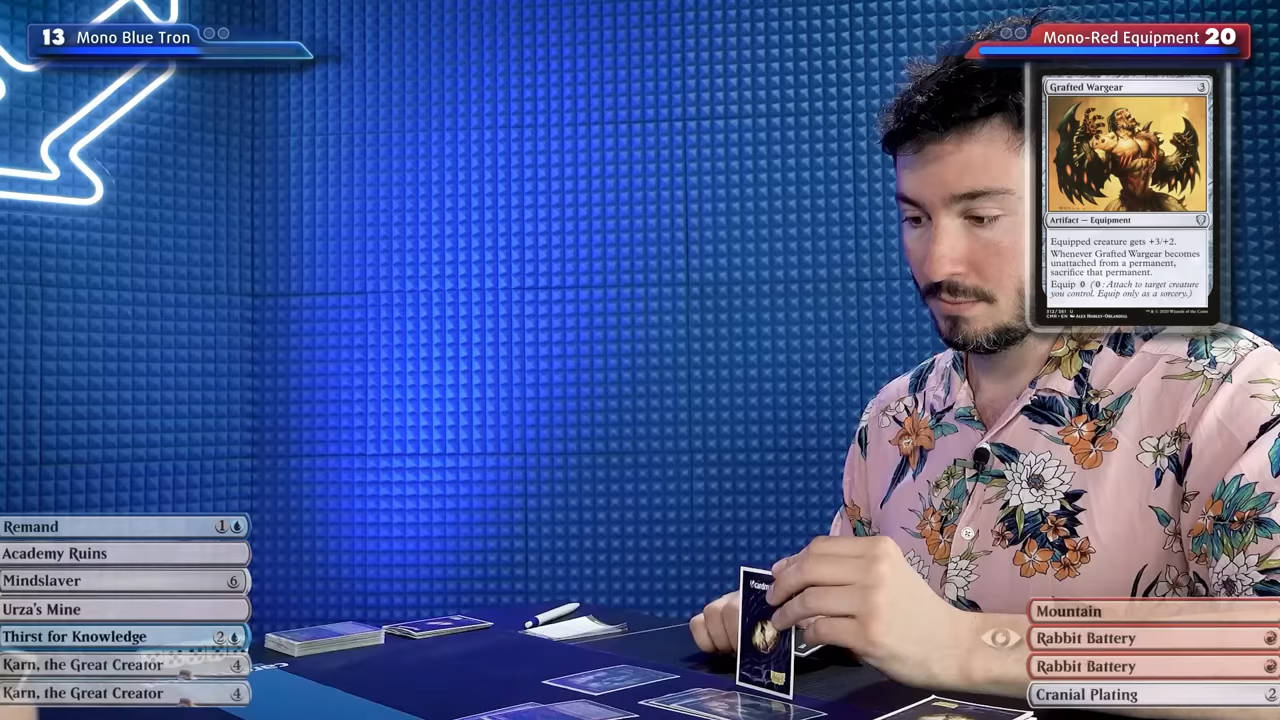 13 Mono Blue Tron
Mono-Red Equipment 20
Grafted Wargear 3
Artifact — Equipment
Equipped creature gets +3/+2.
Whenever Grafted Wargear becomes
unattached from a permanent,
sacrifice that permanent.
Equip 0 (0: Attach to target creature
you control. Equip only as a sorcery.)
Remand 1
Academy Ruins
Mindslaver 6
Urza's Mine
Thirst for Knowledge 2
Karn, the Great Creator 4
Karn, the Great Creator 4
Mountain
Rabbit Battery
Rabbit Battery
Cranial Plating 2